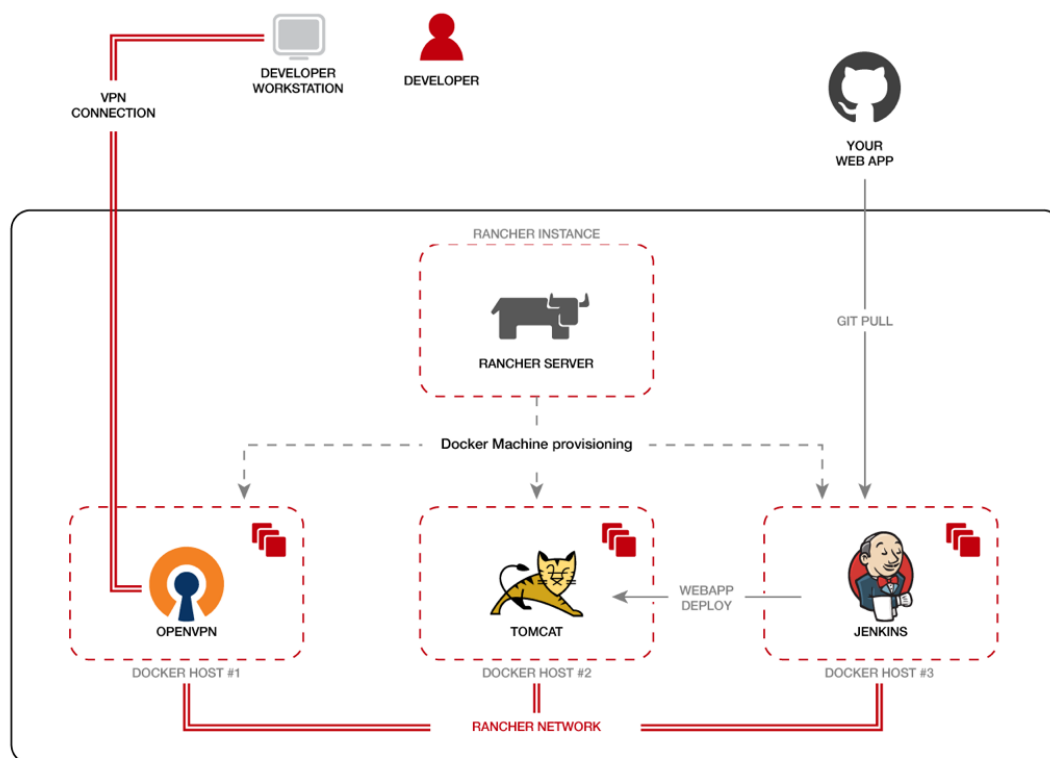 DEVELOPER
WORKSTATION
DEVELOPER
VPN
CONNECTION
YOUR
WEB APP
RANCHER INSTANCE
RANCHER SERVER
GIT PULL
Docker Machine provisioning
OPENVPN
TOMCAT
WEBAPP
DEPLOY
JENKINS
DOCKER HOST #1
DOCKER HOST #2
DOCKER HOST #3
RANCHER NETWORK